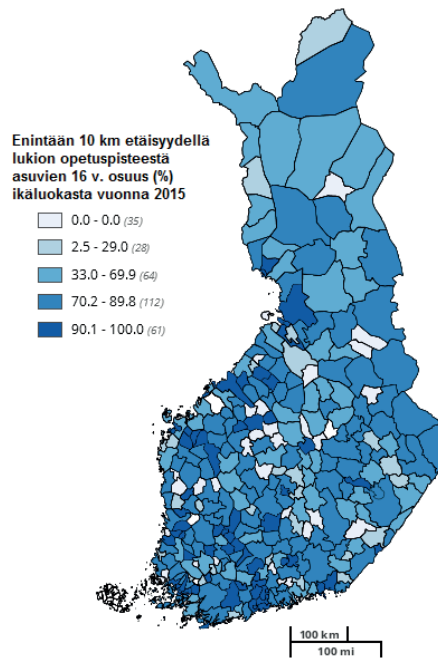 Enintään 10 km etäisyydellä
lukion opetuspisteestä
asuvien 16 v. osuus (%)
ikäluokasta vuonna 2015
0.0 - 0.0 (35)
2.5 - 29.0 (28)
33.0 - 69.9 (64)
70.2 - 89.8 (112)
90.1 - 100.0 (61)
100 km
100 mi